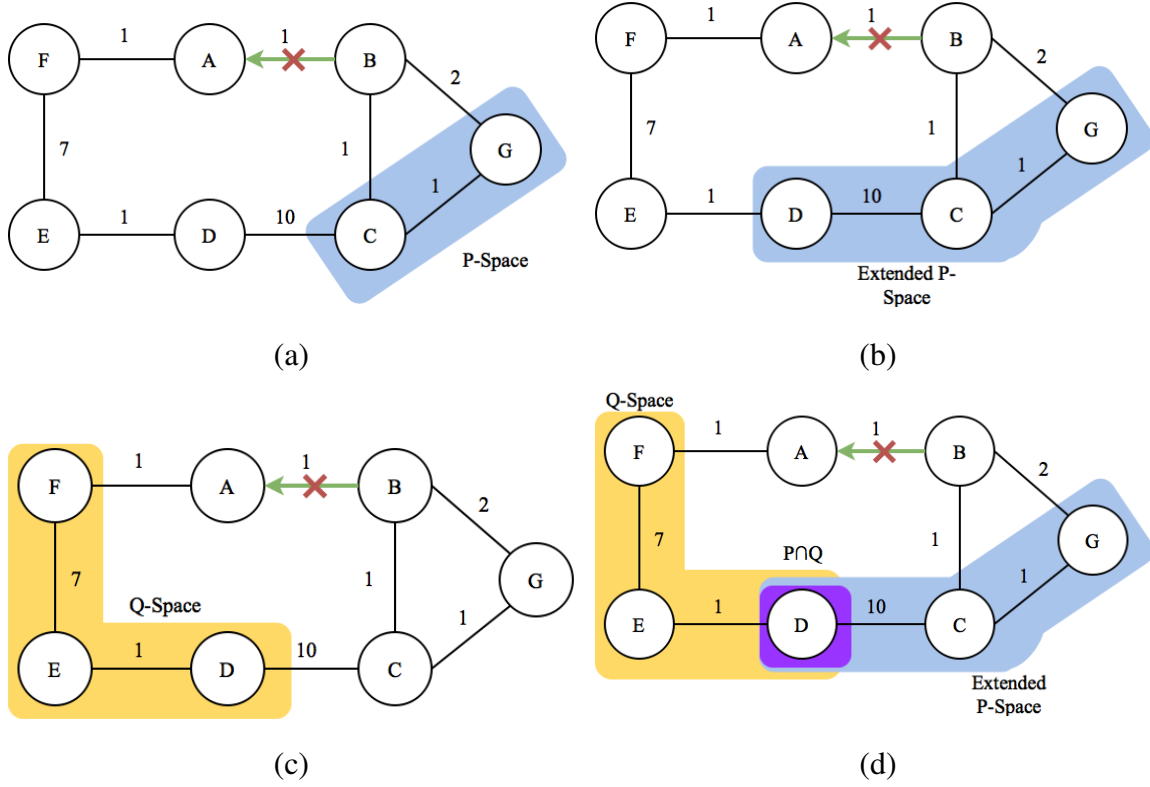 1
1
F
A
B
2
G
7
1
1
E
1
D
10
C
P-Space
(a)
1
1
F
A
B
2
G
7
1
1
E
1
D
10
C
Extended P-
Space
(b)
1
1
F
A
B
2
G
7
Q-Space
1
1
E
1
D
10
C
(c)
Q-Space
1
1
F
A
B
2
G
7
P∩Q
1
1
E
1
D
10
C
Extended
P-Space
(d)